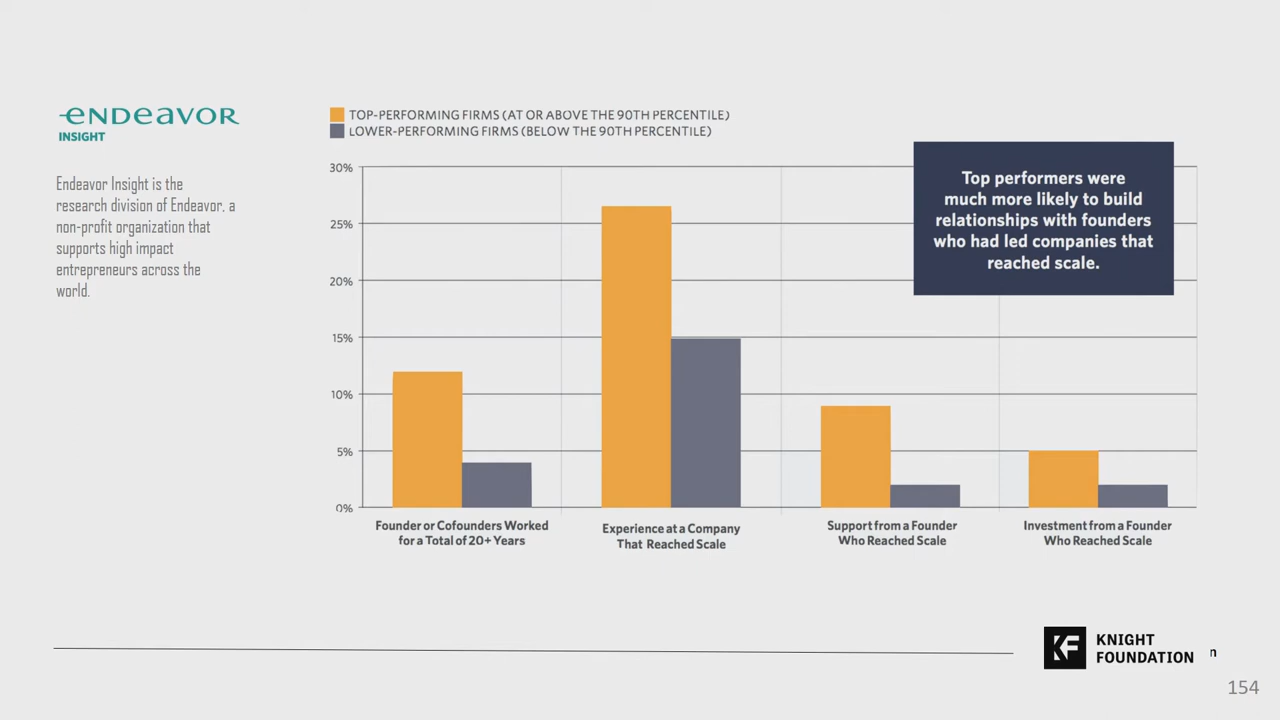 enDeaVOR
INSIGHT
Endeavor Insight is the
research division of Endeavor, a
non-profit organization that
supports high impact
entrepreneurs across the
world.
TOP-PERFORMING FIRMS (AT OR ABOVE THE 90TH PERCENTILE)
LOWER-PERFORMING FIRMS (BELOW THE 90TH PERCENTILE)
30%
25%
20%
15%
10%
5%
0%
Top performers were
much more likely to build
relationships with founders
who had led companies that
reached scale.
Founder or Cofounders Worked
for a Total of 20+ Years
Experience at a Company
That Reached Scale
Support from a Founder
Who Reached Scale
Investment from a Founder
Who Reached Scale
KF
KNIGHT
FOUNDATION
n
154